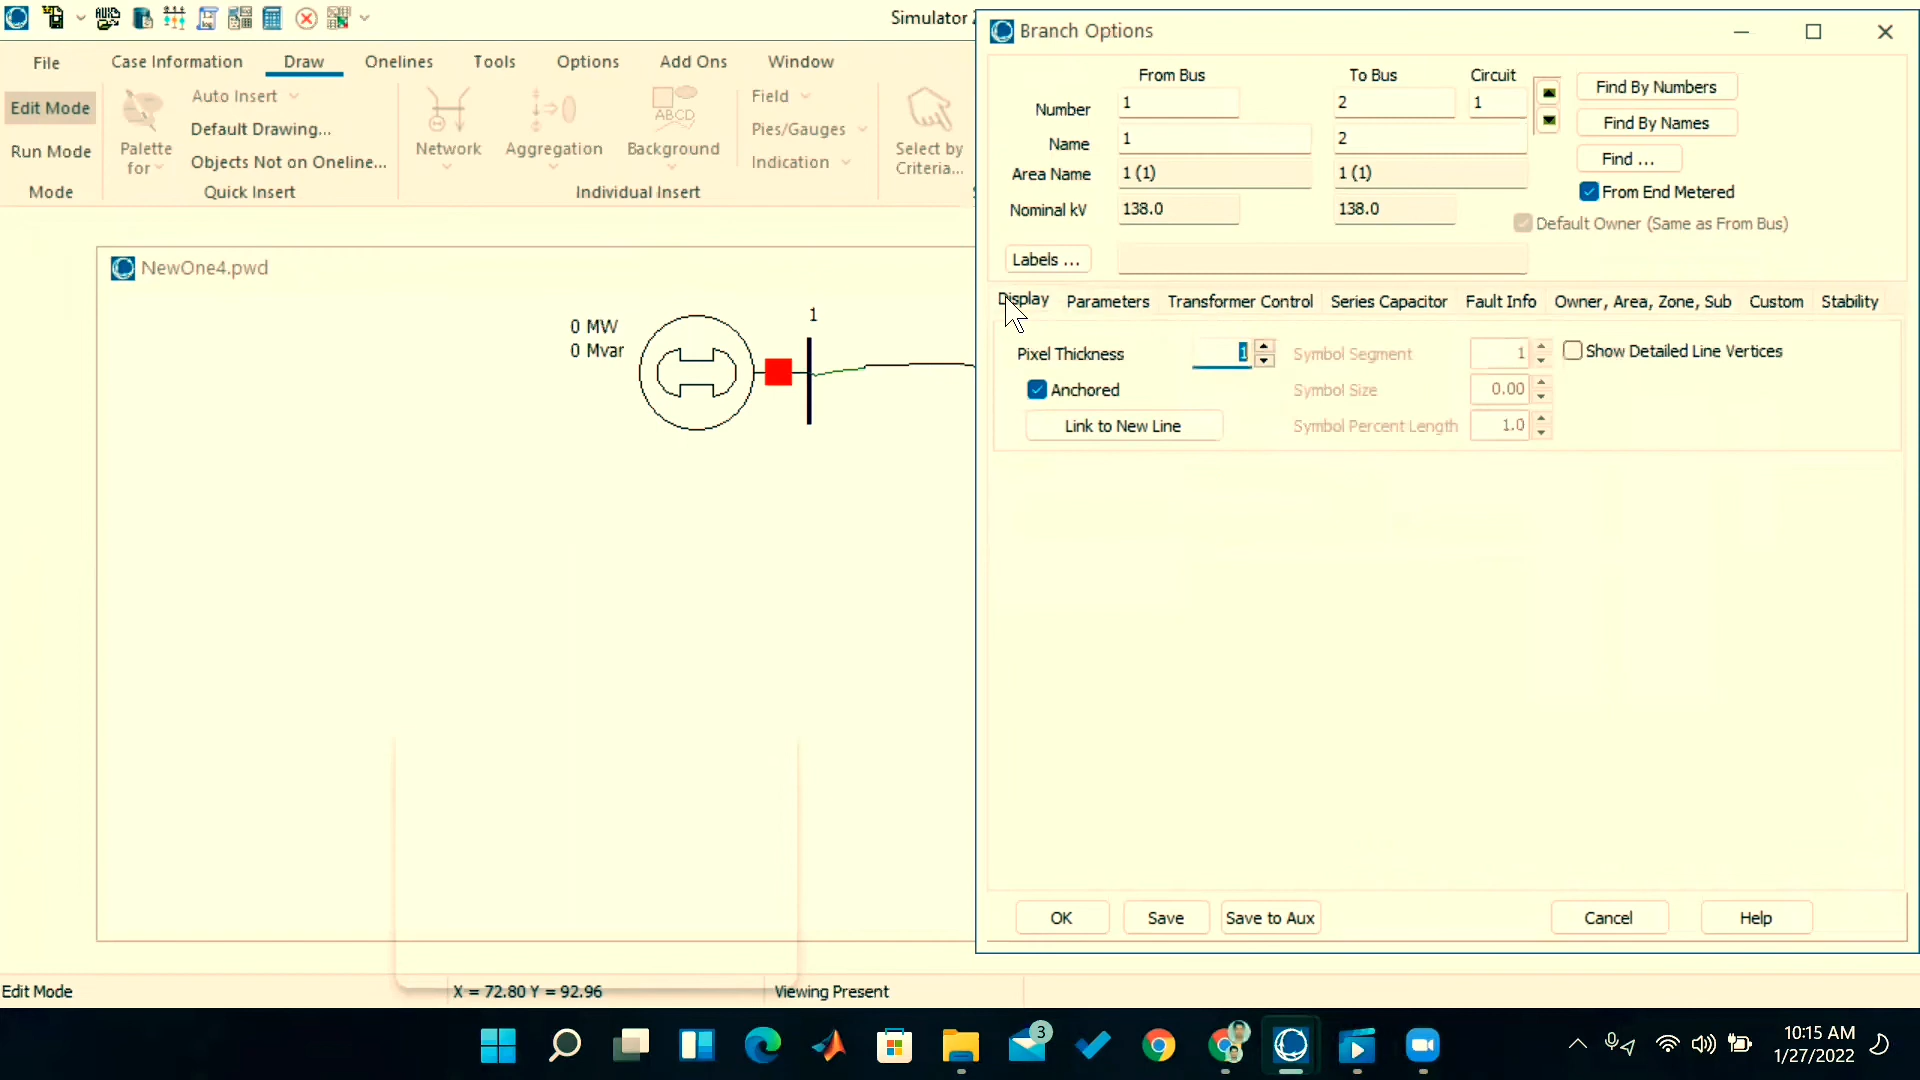 Simulator
File Case Information Draw Onelines Tools Options Add Ons Window
Edit Mode
Run Mode
Mode
Palette for
Auto Insert
Default Drawing...
Objects Not on Oneline...
Quick Insert
Network
Aggregation
ABCD
Background
Field
Pies/Gauges
Indication
Individual Insert
Select by Criteria...
NewOne4.pwd
0 MW
0 Mvar
1
Branch Options
From Bus To Bus Circuit
Number 1 2 1
Name 1 2
Area Name 1 (1) 1 (1)
Nominal kV 138.0 138.0
Labels ...
Find By Numbers
Find By Names
Find ...
From End Metered
Default Owner (Same as From Bus)
Display Parameters Transformer Control Series Capacitor Fault Info Owner, Area, Zone, Sub Custom Stability
Pixel Thickness 1
Anchored
Link to New Line
Symbol Segment 1
Symbol Size 0.00
Symbol Percent Length 1.0
Show Detailed Line Vertices
OK Save Save to Aux Cancel Help
Edit Mode X = 72.80 Y = 92.96 Viewing Present
3
10:15 AM
1/27/2022